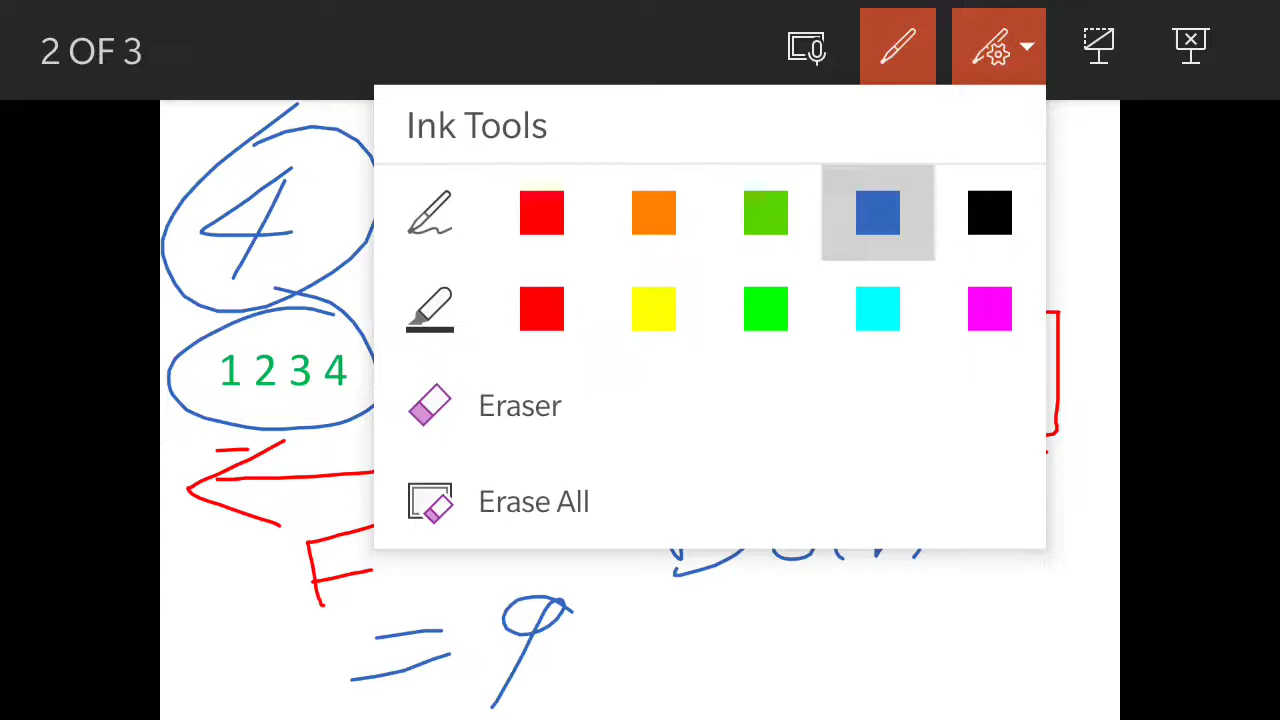 2 OF 3
Ink Tools
4
1 2 3 4
Eraser
Erase All
F
= 9